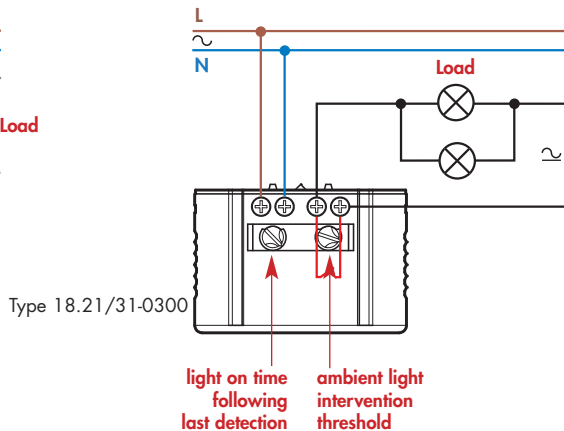 L
N
Load
Load
Type 18.21/31-0300
light on time
following
last detection
ambient light
intervention
threshold